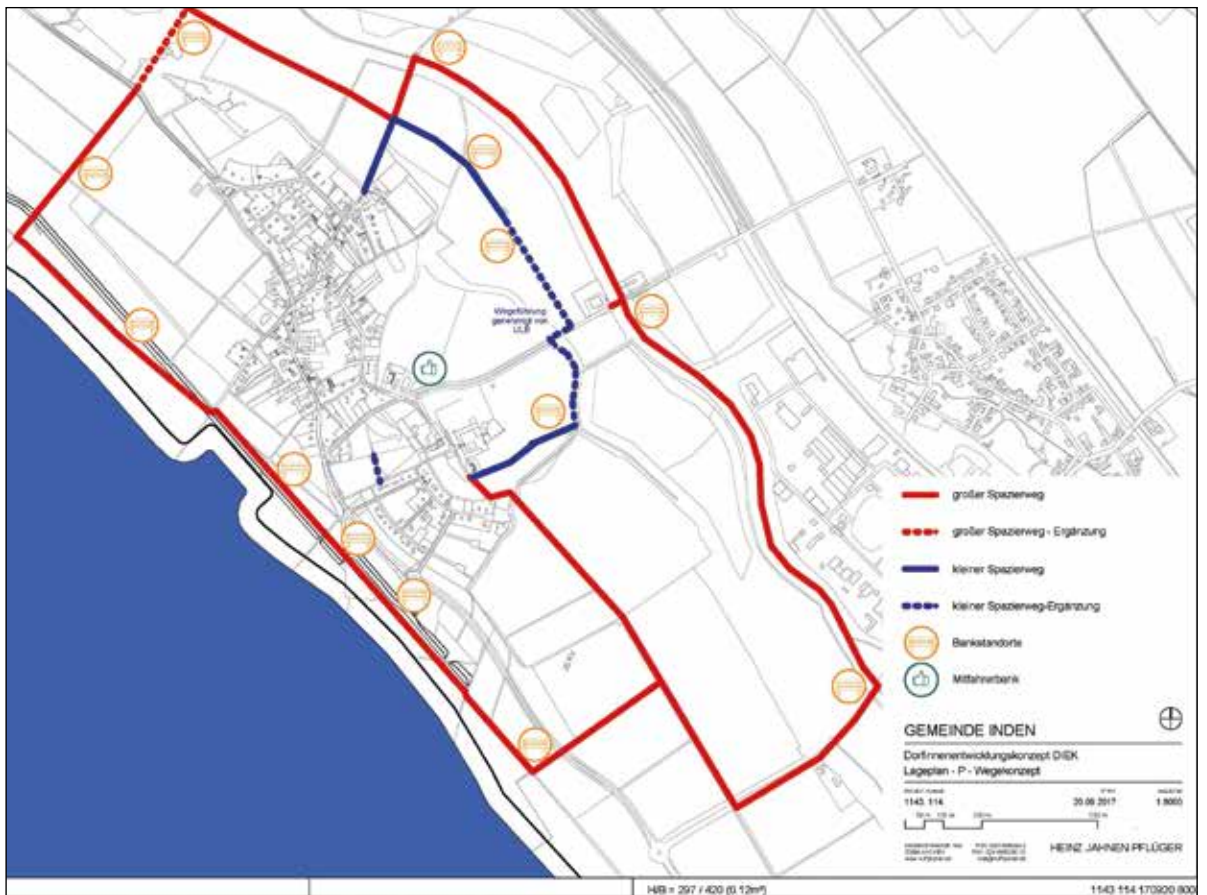 Wegeführung
genehmigt von
ULB
großer Spazierweg
großer Spazierweg - Ergänzung
kleiner Spazierweg
kleiner Spazierweg-Ergänzung
Bankstandorte
Mitfahrerbank
GEMEINDE INDEN
Dorfinnenentwicklungskonzept DIEK
Lageplan - P - Wegekonzept
1143. 114 20.09.2017 1:8000
HEINZ JAHNEN PFLÜGER
H/B = 297 / 420 (0.12m²) 1143 114 170920 800